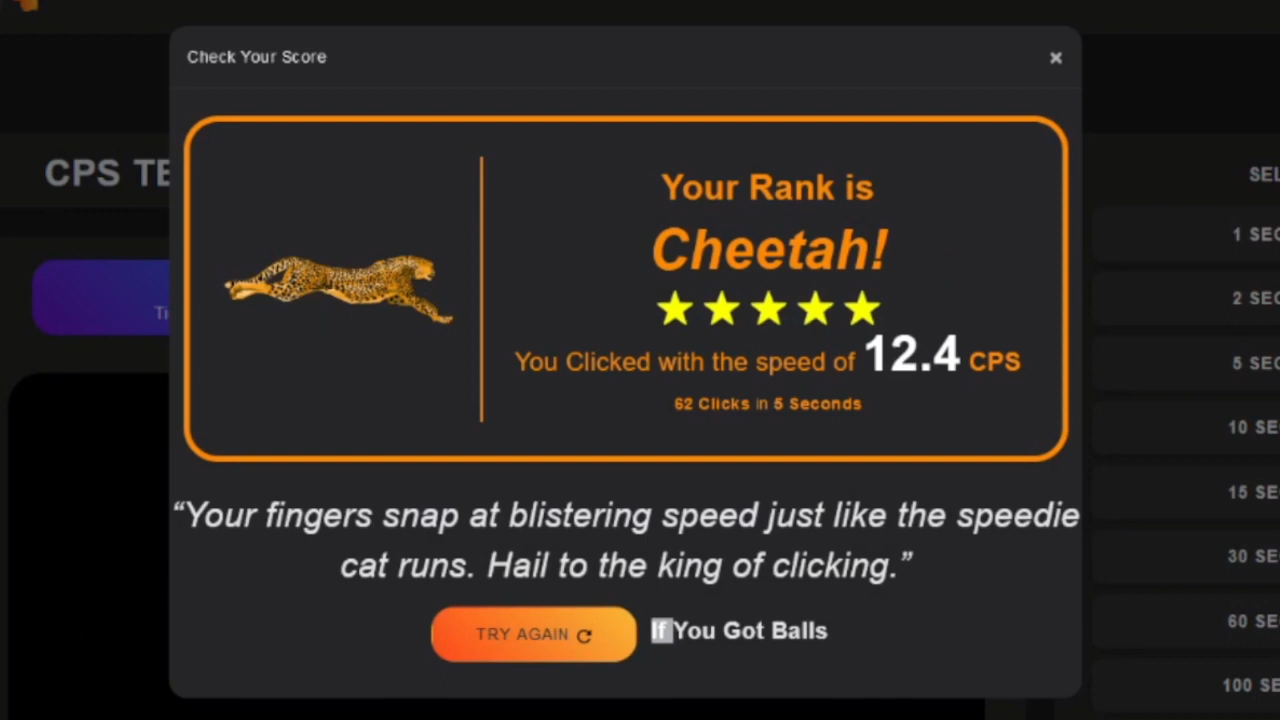 Check Your Score
×
CPS TE
Your Rank is
Cheetah!
You Clicked with the speed of 12.4 CPS
62 Clicks in 5 Seconds
“Your fingers snap at blistering speed just like the speedie
cat runs. Hail to the king of clicking.”
TRY AGAIN
If You Got Balls
Ti
SEL
1 SEC
2 SEC
5 SEC
10 SE
15 SE
30 SE
60 SE
100 SE